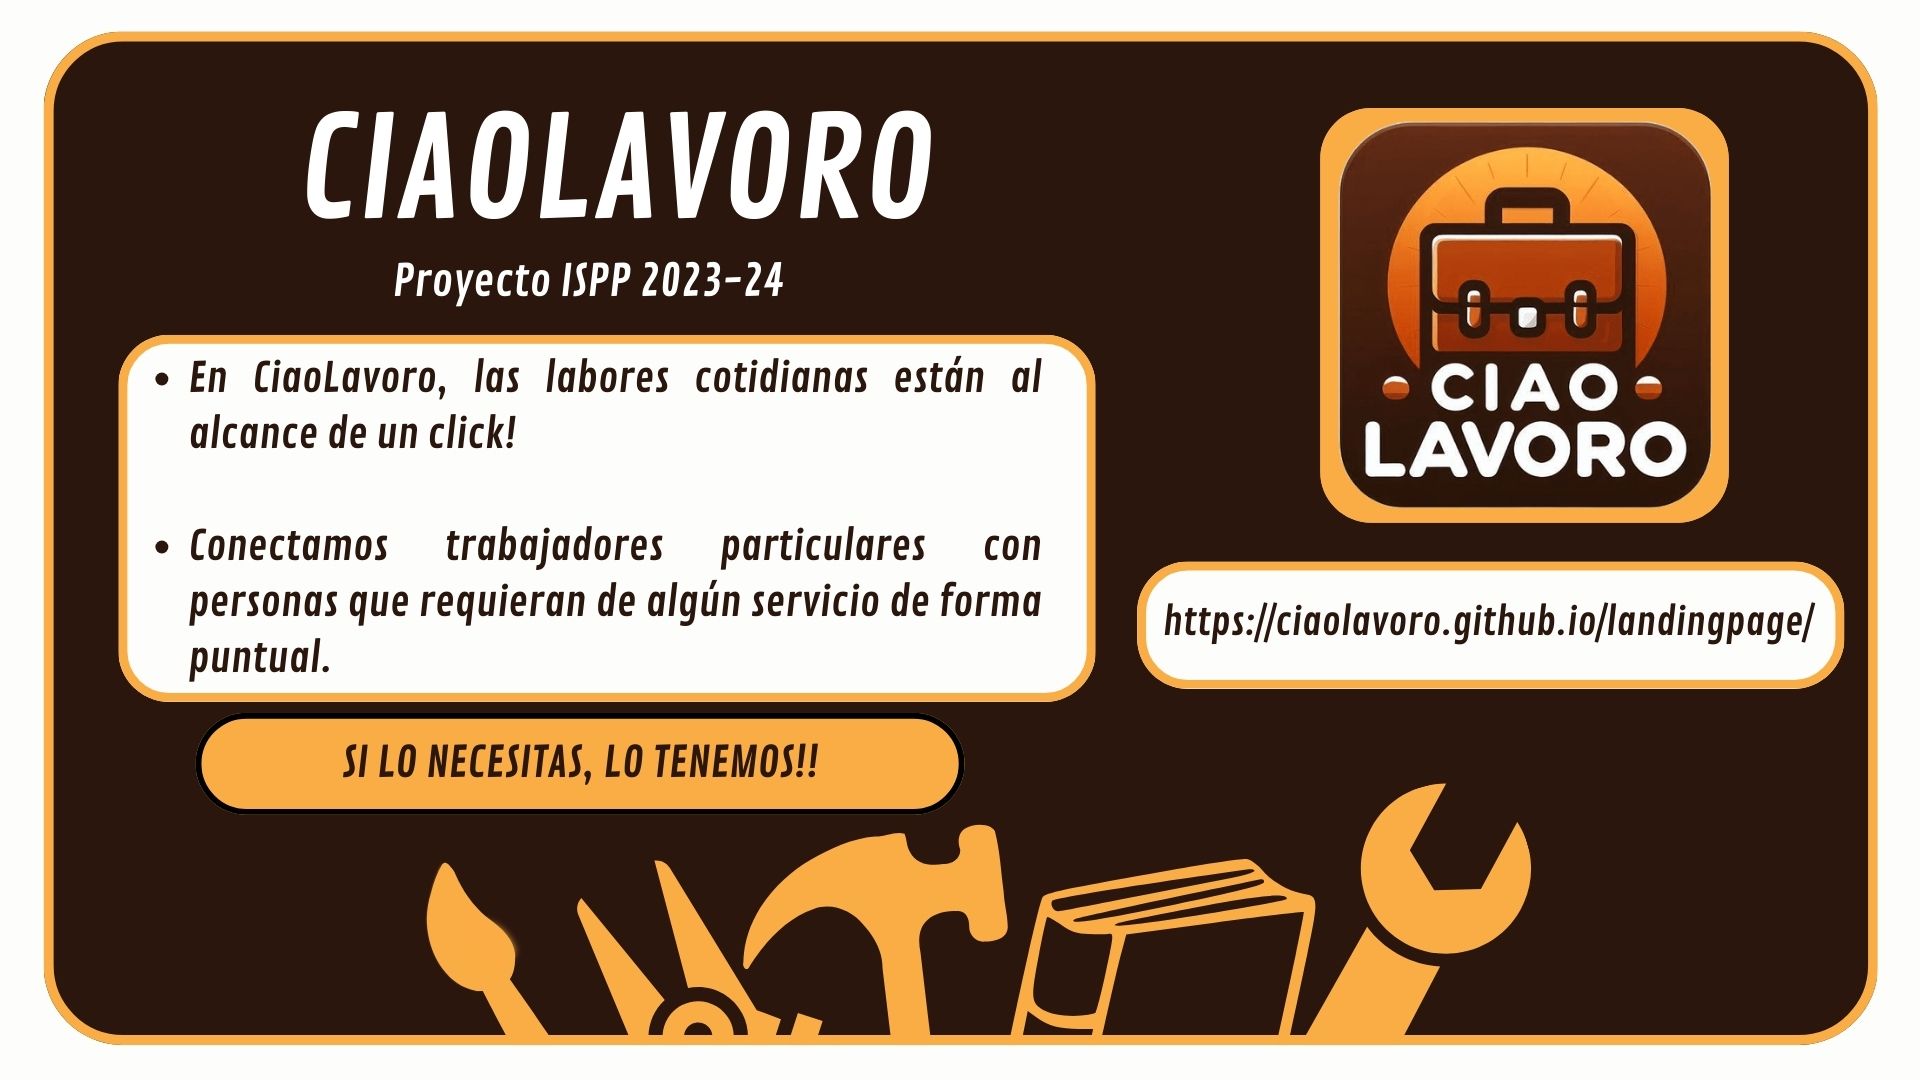 CIAOLAVORO
Proyecto ISPP 2023-24
• En CiaoLavoro, las labores cotidianas están al
alcance de un click!
• Conectamos trabajadores particulares con
personas que requieran de algún servicio de forma
puntual.
SI LO NECESITAS, LO TENEMOS!!
CIAO
LAVORO
https://ciaolavoro.github.io/landingpage/